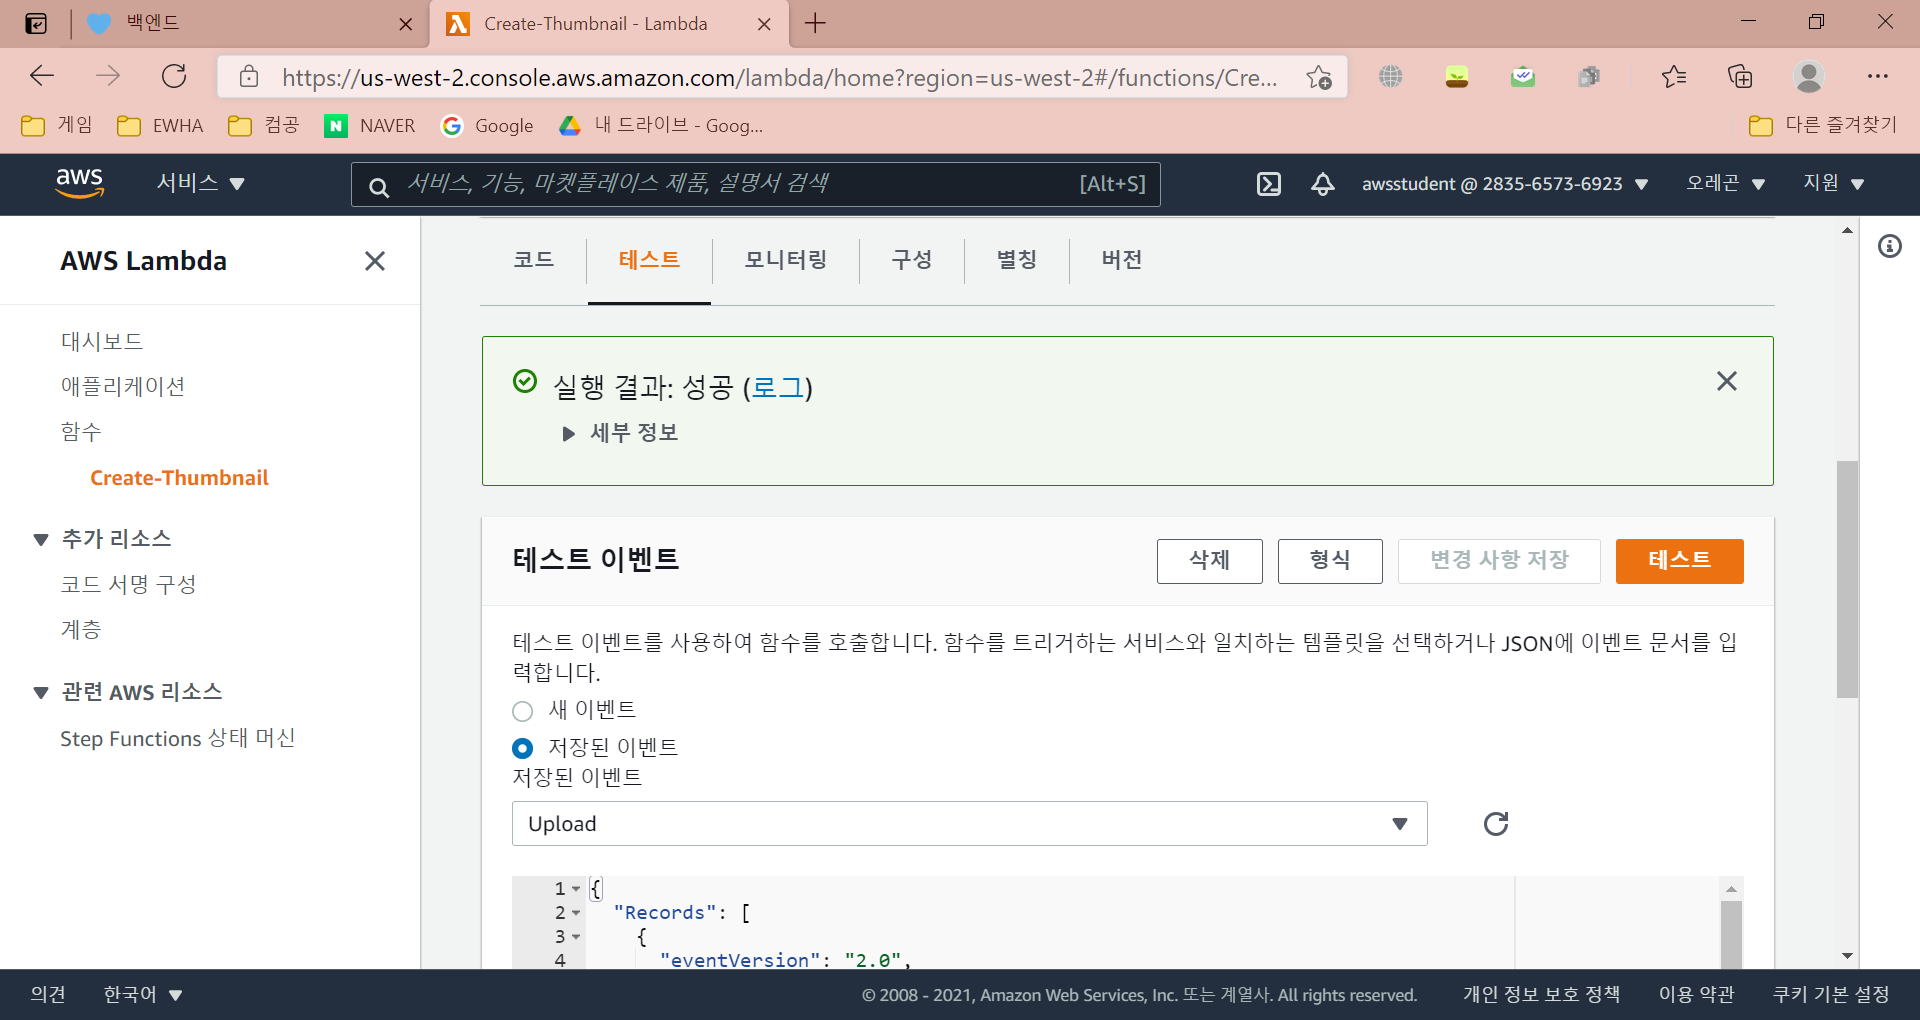 백엔드
Create-Thumbnail - Lambda
https://us-west-2.console.aws.amazon.com/lambda/home?region=us-west-2#/functions/Cre...
게임
EWHA
컴공
NAVER
Google
내 드라이브 - Goog...
다른 즐겨찾기
aws
서비스
서비스, 기능, 마켓플레이스 제품, 설명서 검색
[Alt+S]
awsstudent @ 2835-6573-6923
오레곤
지원
AWS Lambda
대시보드
애플리케이션
함수
Create-Thumbnail
추가 리소스
코드 서명 구성
계층
관련 AWS 리소스
Step Functions 상태 머신
코드
테스트
모니터링
구성
별칭
버전
실행 결과: 성공 (로그)
세부 정보
테스트 이벤트
삭제
형식
변경 사항 저장
테스트
테스트 이벤트를 사용하여 함수를 호출합니다. 함수를 트리거하는 서비스와 일치하는 템플릿을 선택하거나 JSON에 이벤트 문서를 입
력합니다.
새 이벤트
저장된 이벤트
저장된 이벤트
Upload
1 {
2 "Records": [
3 {
4 "eventVersion": "2.0",
의견
한국어
© 2008 - 2021, Amazon Web Services, Inc. 또는 계열사. All rights reserved.
개인 정보 보호 정책
이용 약관
쿠키 기본 설정